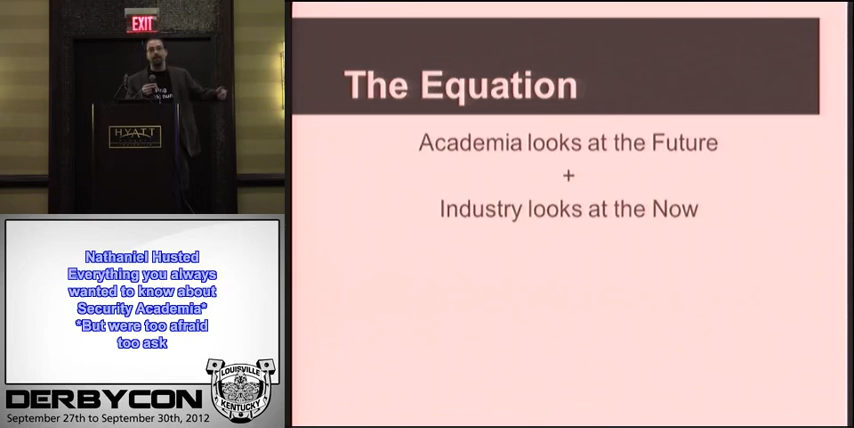 EXIT
HYATT
The Equation
Academia looks at the Future
+
Industry looks at the Now
Nathaniel Husted
Everything you always
wanted to know about
Security Academia*
*But were too afraid
too ask
LOUISVILLE
KENTUCKY
DERBYCON
September 27th to September 30th, 2012